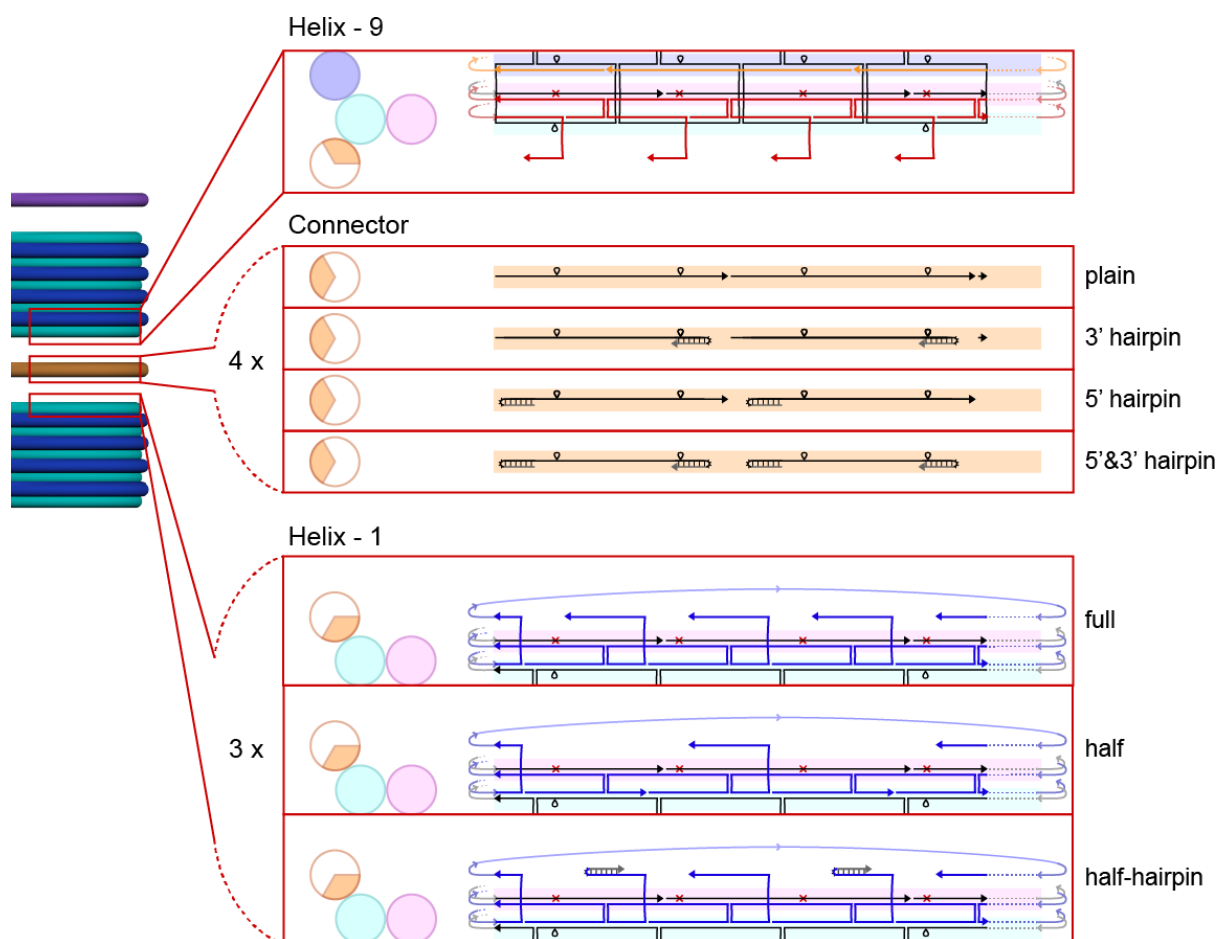 Helix - 9
Connector
plain
3' hairpin
4 x
5' hairpin
5'&3' hairpin
Helix - 1
full
3 x
half
half-hairpin